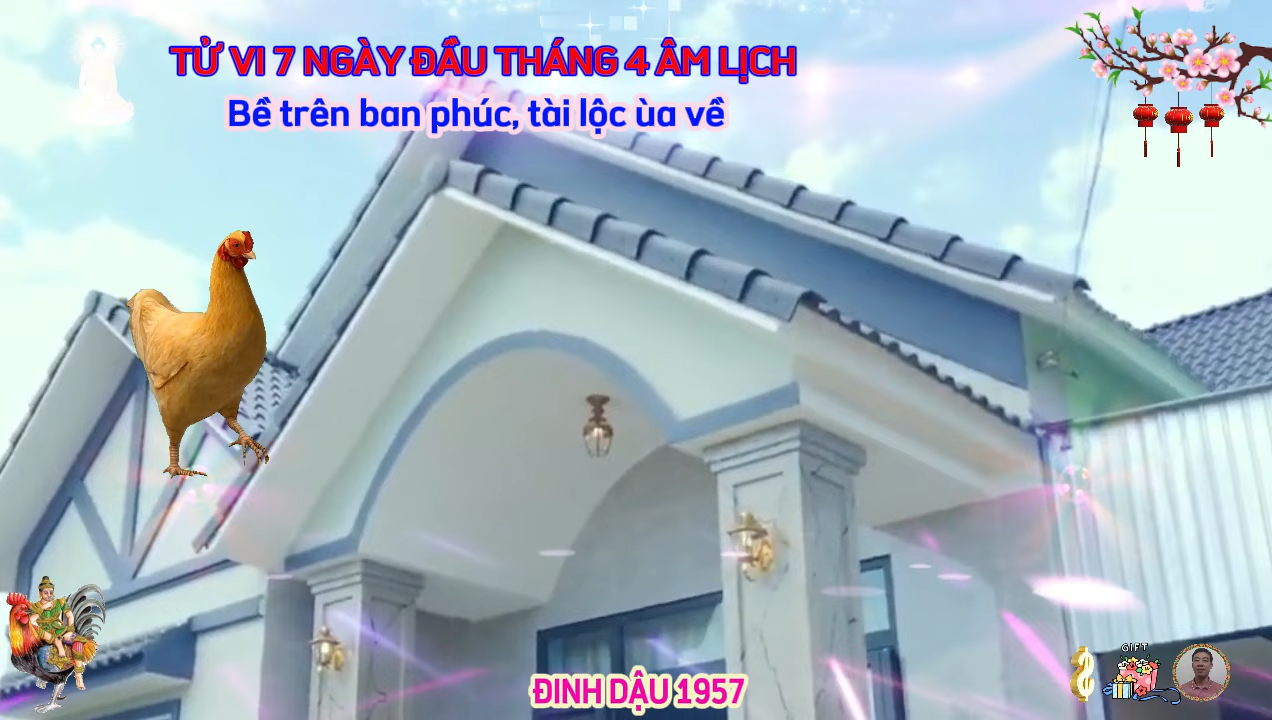 TỬ VI 7 NGÀY ĐẦU THÁNG 4 ÂM LỊCH
Bề trên ban phúc, tài lộc ùa về
GIFT
ĐINH DẬU 1957